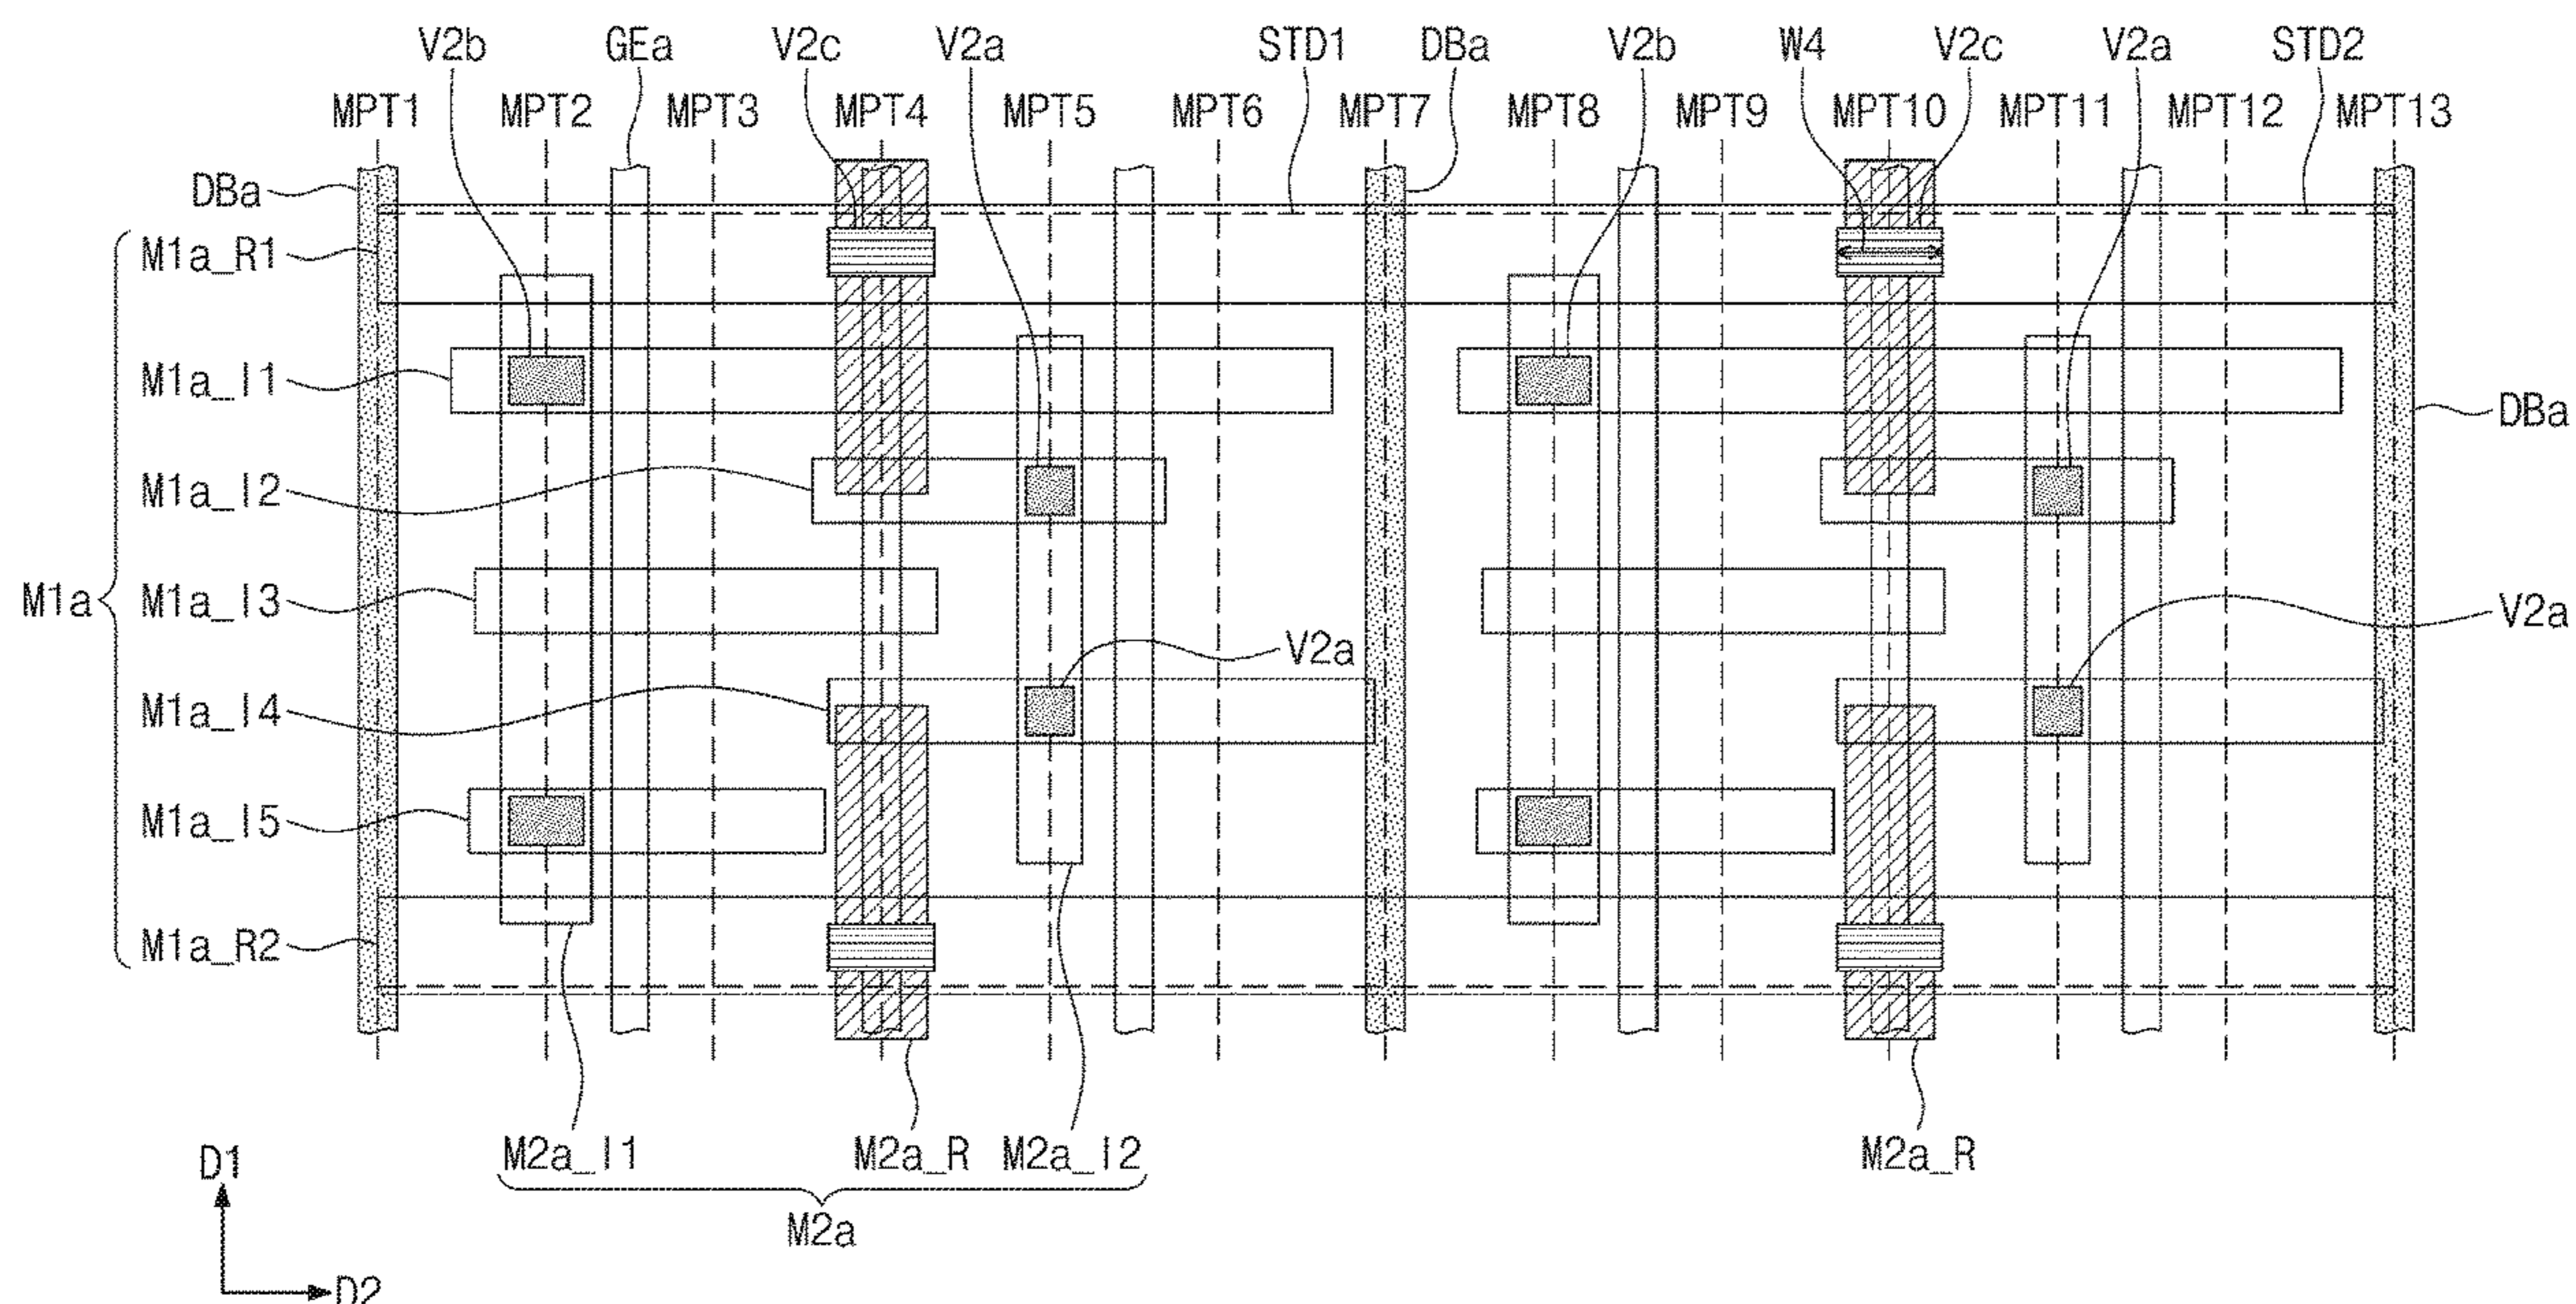 V2b GEa V2c V2a STD1 DBa V2b W4 V2c V2a STD2
MPT1 MPT2 MPT3 MPT4 MPT5 MPT6 MPT7 MPT8 MPT9 MPT10 MPT11 MPT12 MPT13
DBa
M1a_R1
M1a_I1
DBa
M1a_I2
M1a M1a_I3
V2a
V2a
M1a_I4
M1a_I5
M1a_R2
M2a_I1 M2a_R M2a_I2 M2a_R
M2a
D1
D2